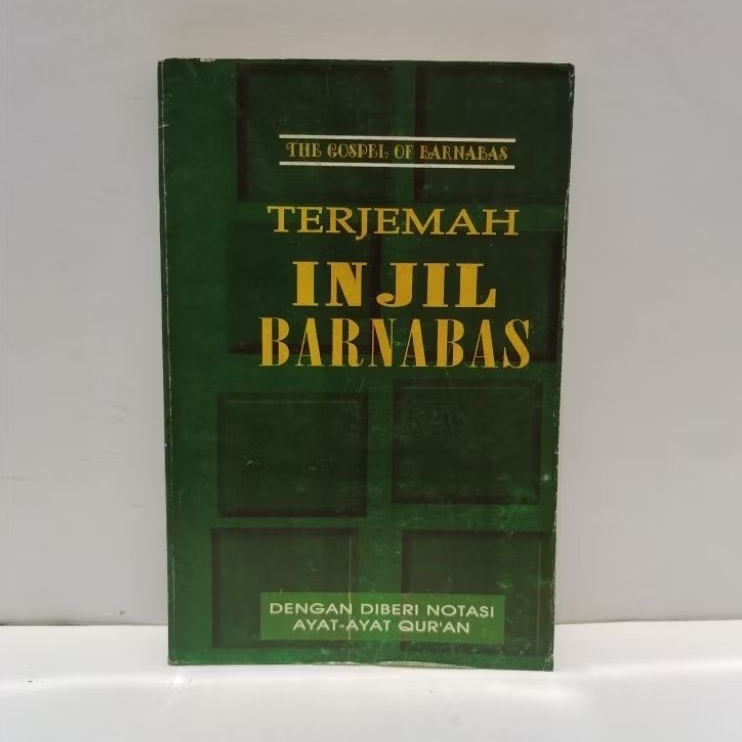 THE GOSPEL OF BARNABAS
TERJEMAH
INJIL
BARNABAS
DENGAN DIBERI NOTASI
AYAT-AYAT QUR'AN